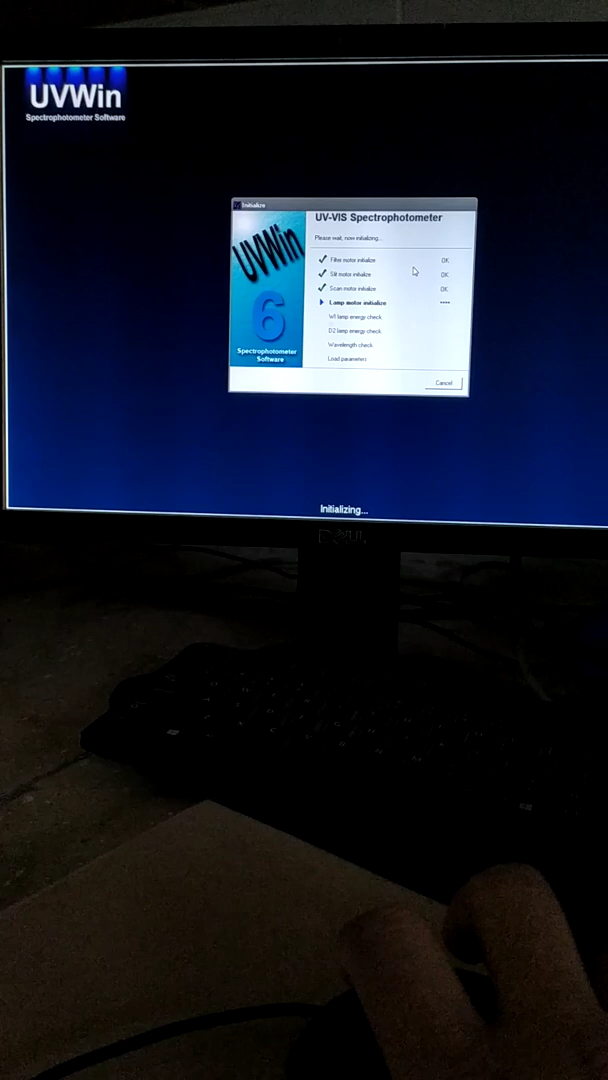 UVWin
Spectrophotometer Software
Initialize
UV-VIS Spectrophotometer
Please wait, now initializing...
Filter motor initialize OK
Slit motor initialize OK
Scan motor initialize OK
Lamp motor initialize ****
W1 lamp energy check
D2 lamp energy check
Wavelength check
Load parameters
UVWin
6
Spectrophotometer
Software
Cancel
Initializing...
DELL